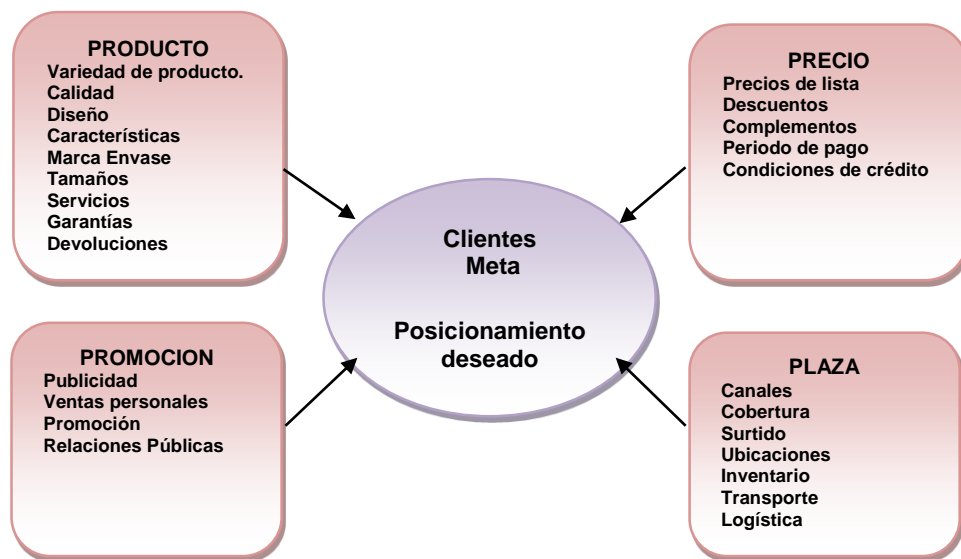 PRODUCTO
Variedad de producto.
Calidad
Diseño
Características
Marca Envase
Tamaños
Servicios
Garantías
Devoluciones
PRECIO
Precios de lista
Descuentos
Complementos
Periodo de pago
Condiciones de crédito
Clientes
Meta
Posicionamiento
deseado
PROMOCION
Publicidad
Ventas personales
Promoción
Relaciones Públicas
PLAZA
Canales
Cobertura
Surtido
Ubicaciones
Inventario
Transporte
Logística